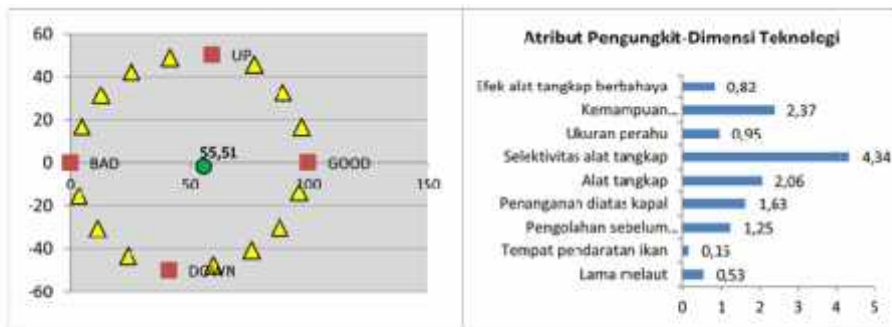 60
40
20
0
-20
-40
-60
UP
55,51
BAD
GOOD
0
50
100
150
DOWN
Atribut Pengungkit-Dimensi Teknologi
Efek alat tangkap berbahaya
0,82
Kemampuan...
2,37
Ukuran perahu
0,95
Selektivitas alat tangkap
4,34
Alat tangkap
2,06
Penanganan diatas kapal
1,63
Pengolahan sebelum...
1,25
Tempat pendaratan ikan
Lama melaut
0,53
0
1
2
3
4
5